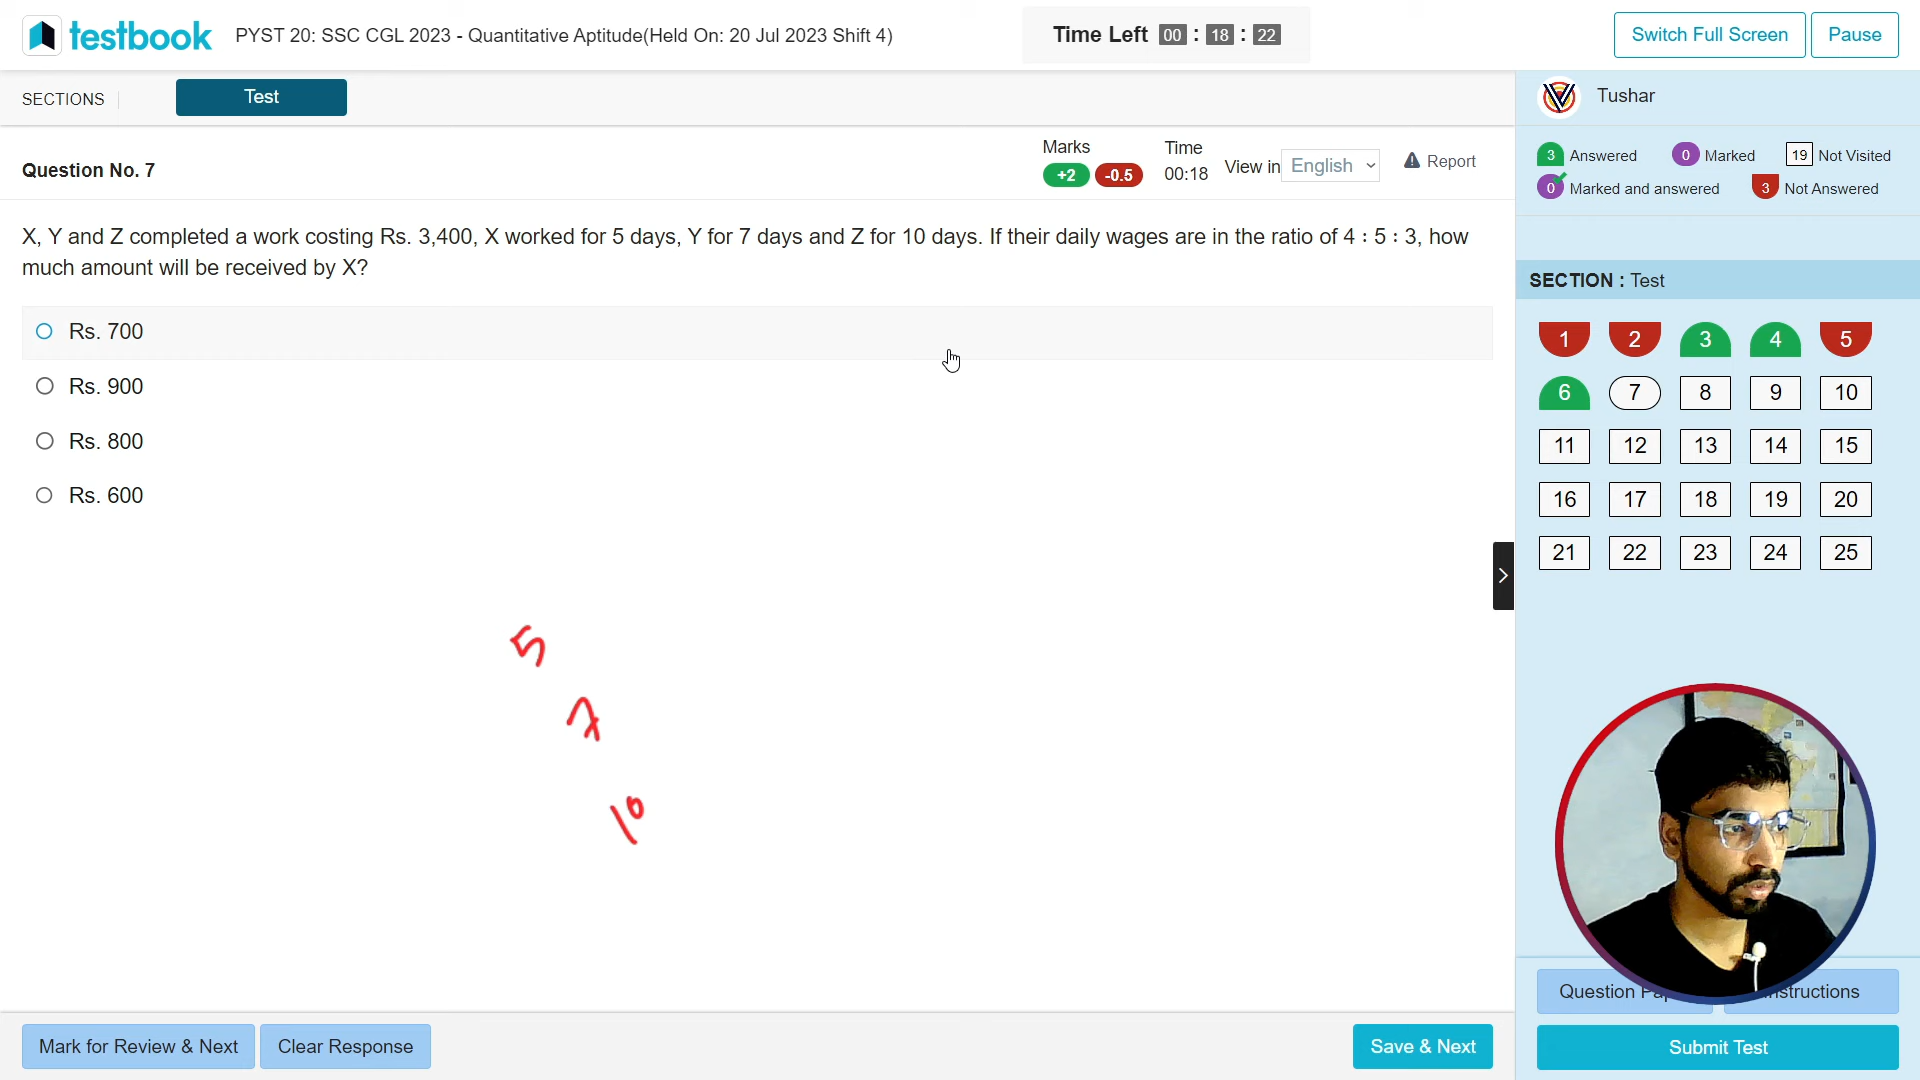 testbook PYST 20: SSC CGL 2023 - Quantitative Aptitude(Held On: 20 Jul 2023 Shift 4) Time Left 00 : 18 : 22 Switch Full Screen Pause
SECTIONS Test
Tushar
3 Answered 0 Marked 19 Not Visited
0 Marked and answered 3 Not Answered
Question No. 7
Marks +2 -0.5
Time 00:18
View in English
Report
X, Y and Z completed a work costing Rs. 3,400, X worked for 5 days, Y for 7 days and Z for 10 days. If their daily wages are in the ratio of 4 : 5 : 3, how
much amount will be received by X?
Rs. 700
Rs. 900
Rs. 800
Rs. 600
5
7
10
SECTION : Test
1 2 3 4 5
6 7 8 9 10
11 12 13 14 15
16 17 18 19 20
21 22 23 24 25
Question
Mark for Review & Next Clear Response Save & Next Submit Test